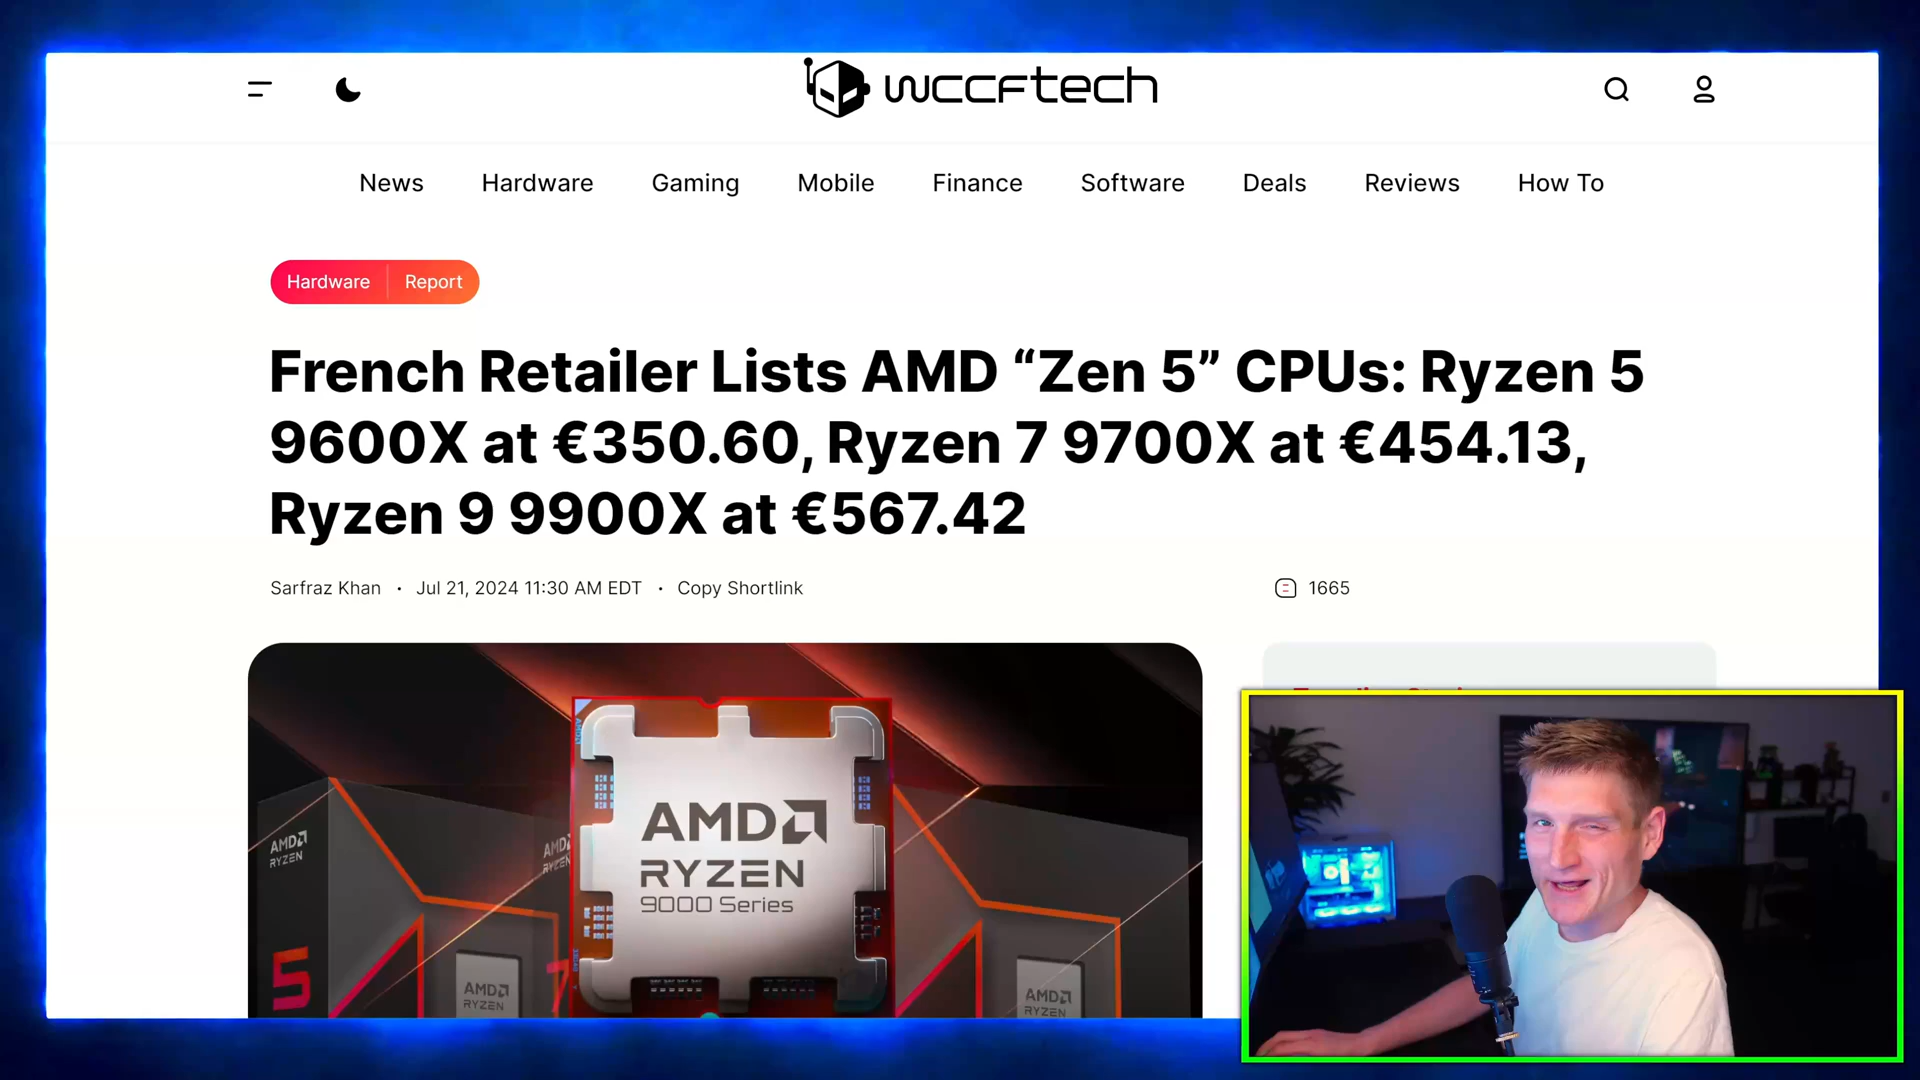 wccftech
News Hardware Gaming Mobile Finance Software Deals Reviews How To
Hardware Report
French Retailer Lists AMD “Zen 5” CPUs: Ryzen 5
9600X at €350.60, Ryzen 7 9700X at €454.13,
Ryzen 9 9900X at €567.42
Sarfraz Khan • Jul 21, 2024 11:30 AM EDT • Copy Shortlink
1665
AMD
RYZEN
9000 Series
AMD
RYZEN
AMD
RYZEN
5
7
AMD
RYZEN
AMD
RYZEN